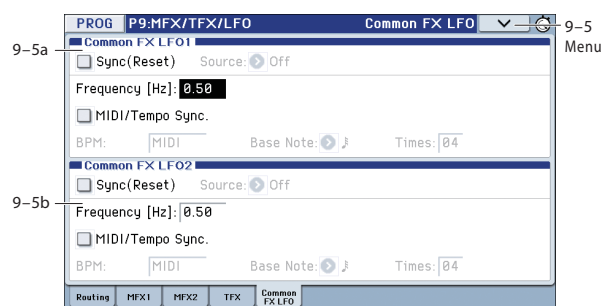 PROG P9:MFX/TFX/LFO Common FX LFO
9–5
Menu
9–5a
Common FX LFO1
Sync(Reset) Source: Off
Frequency [Hz]: 0.50
MIDI/Tempo Sync.
BPM: MIDI Base Note: Times: 04
Common FX LFO2
Sync(Reset) Source: Off
9–5b
Frequency [Hz]: 0.50
MIDI/Tempo Sync.
BPM: MIDI Base Note: Times: 04
Routing MFX1 MFX2 TFX Common
FX LFO